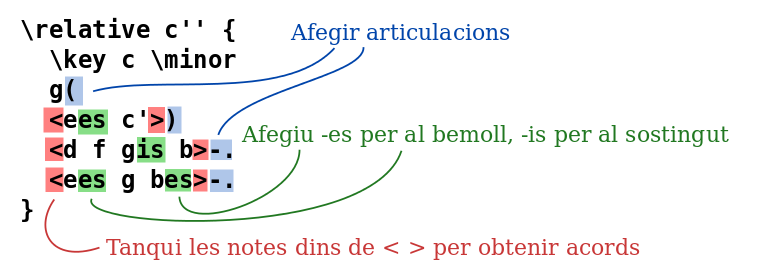 \relative c'' {
Afegir articulacions
\key c \minor
g(
<ees c'>)
<d f gis b>-.
Afegiu -es per al bemoll, -is per al sostingut
<ees g bes>-.
}
Tanqui les notes dins de < > per obtenir acords